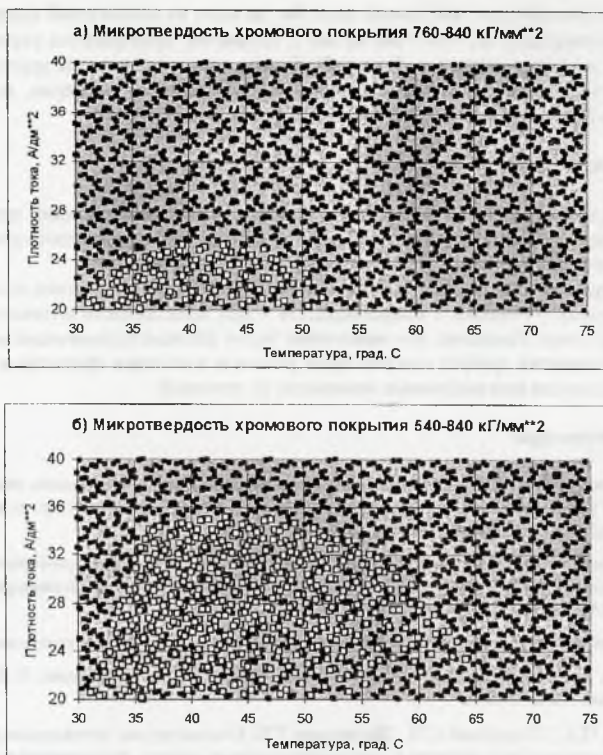 а) Микротвердость хромового покрытия 760-840 кГ/мм**2
Плотность тока, А/дм**2
40
36
32
28
24
20
30 35 40 45 50 55 60 65 70 75
Температура, град. С
б) Микротвердость хромового покрытия 540-840 кГ/мм**2
Плотность тока, А/дм**2
40
36
32
28
24
20
30 35 40 45 50 55 60 65 70 75
Температура, град. С